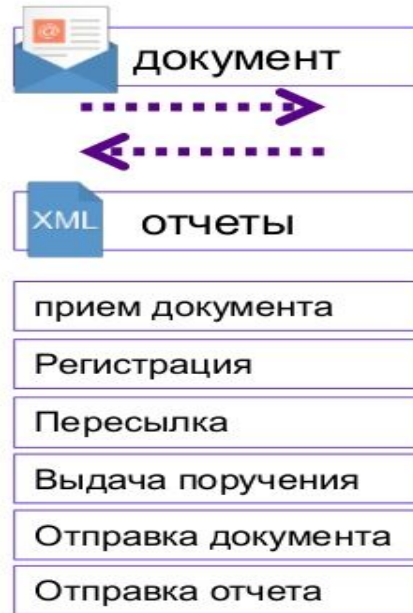 @
документ
XML
отчеты
прием документа
Регистрация
Пересылка
Выдача поручения
Отправка документа
Отправка отчета